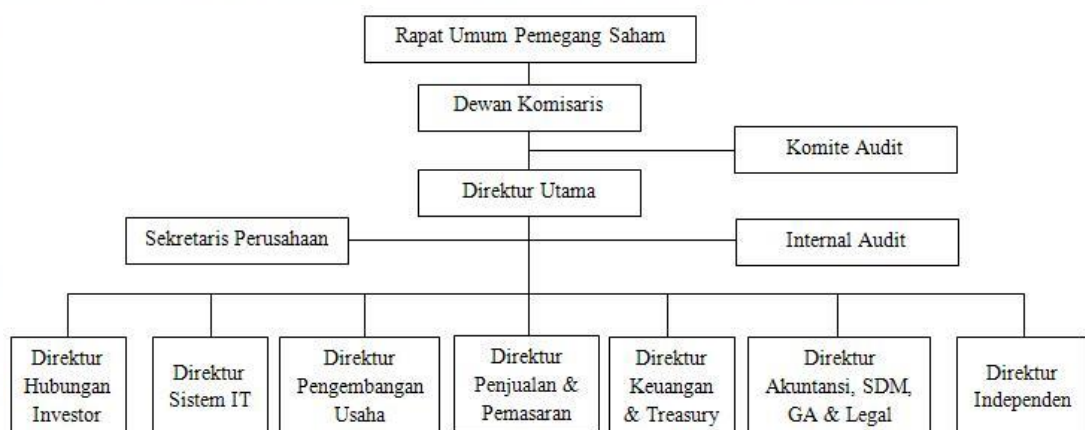 Rapat Umum Pemegang Saham
Dewan Komisaris
Komite Audit
Direktur Utama
Sekretaris Perusahaan
Internal Audit
Direktur
Hubungan
Investor
Direktur
Sistem IT
Direktur
Pengembangan
Usaha
Direktur
Penjualan &
Pemasaran
Direktur
Keuangan
& Treasury
Direktur
Akuntansi, SDM,
GA & Legal
Direktur
Independen